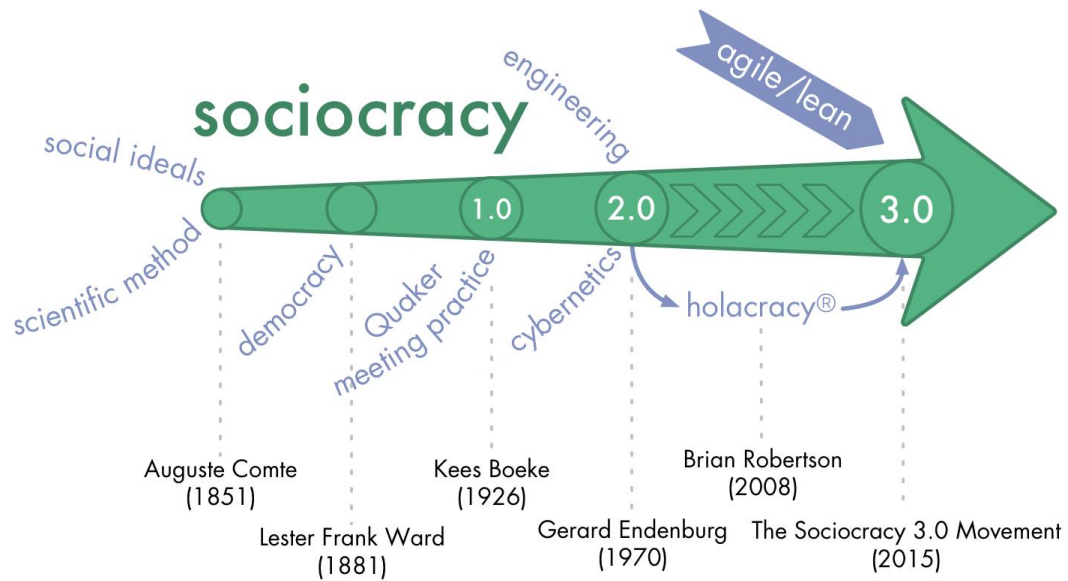 sociocracy
social ideals
scientific method
democracy
Quaker
meeting practice
engineering
cybernetics
agile/lean
1.0
2.0
3.0
holacracy®
Auguste Comte
(1851)
Lester Frank Ward
(1881)
Kees Boeke
(1926)
Gerard Endenburg
(1970)
Brian Robertson
(2008)
The Sociocracy 3.0 Movement
(2015)